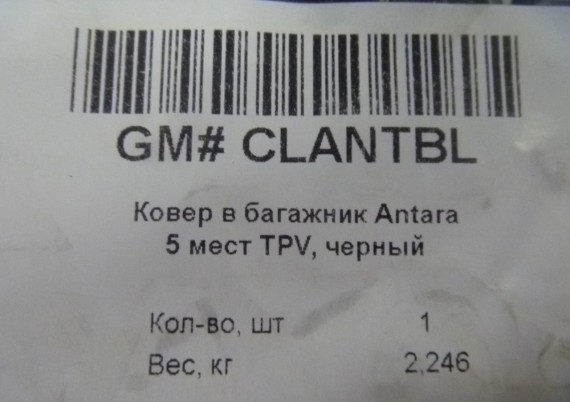 GM# CLANTBL
Ковер в багажник Antara
5 мест TPV, черный
Кол-во, шт 1
Вес, кг 2,246